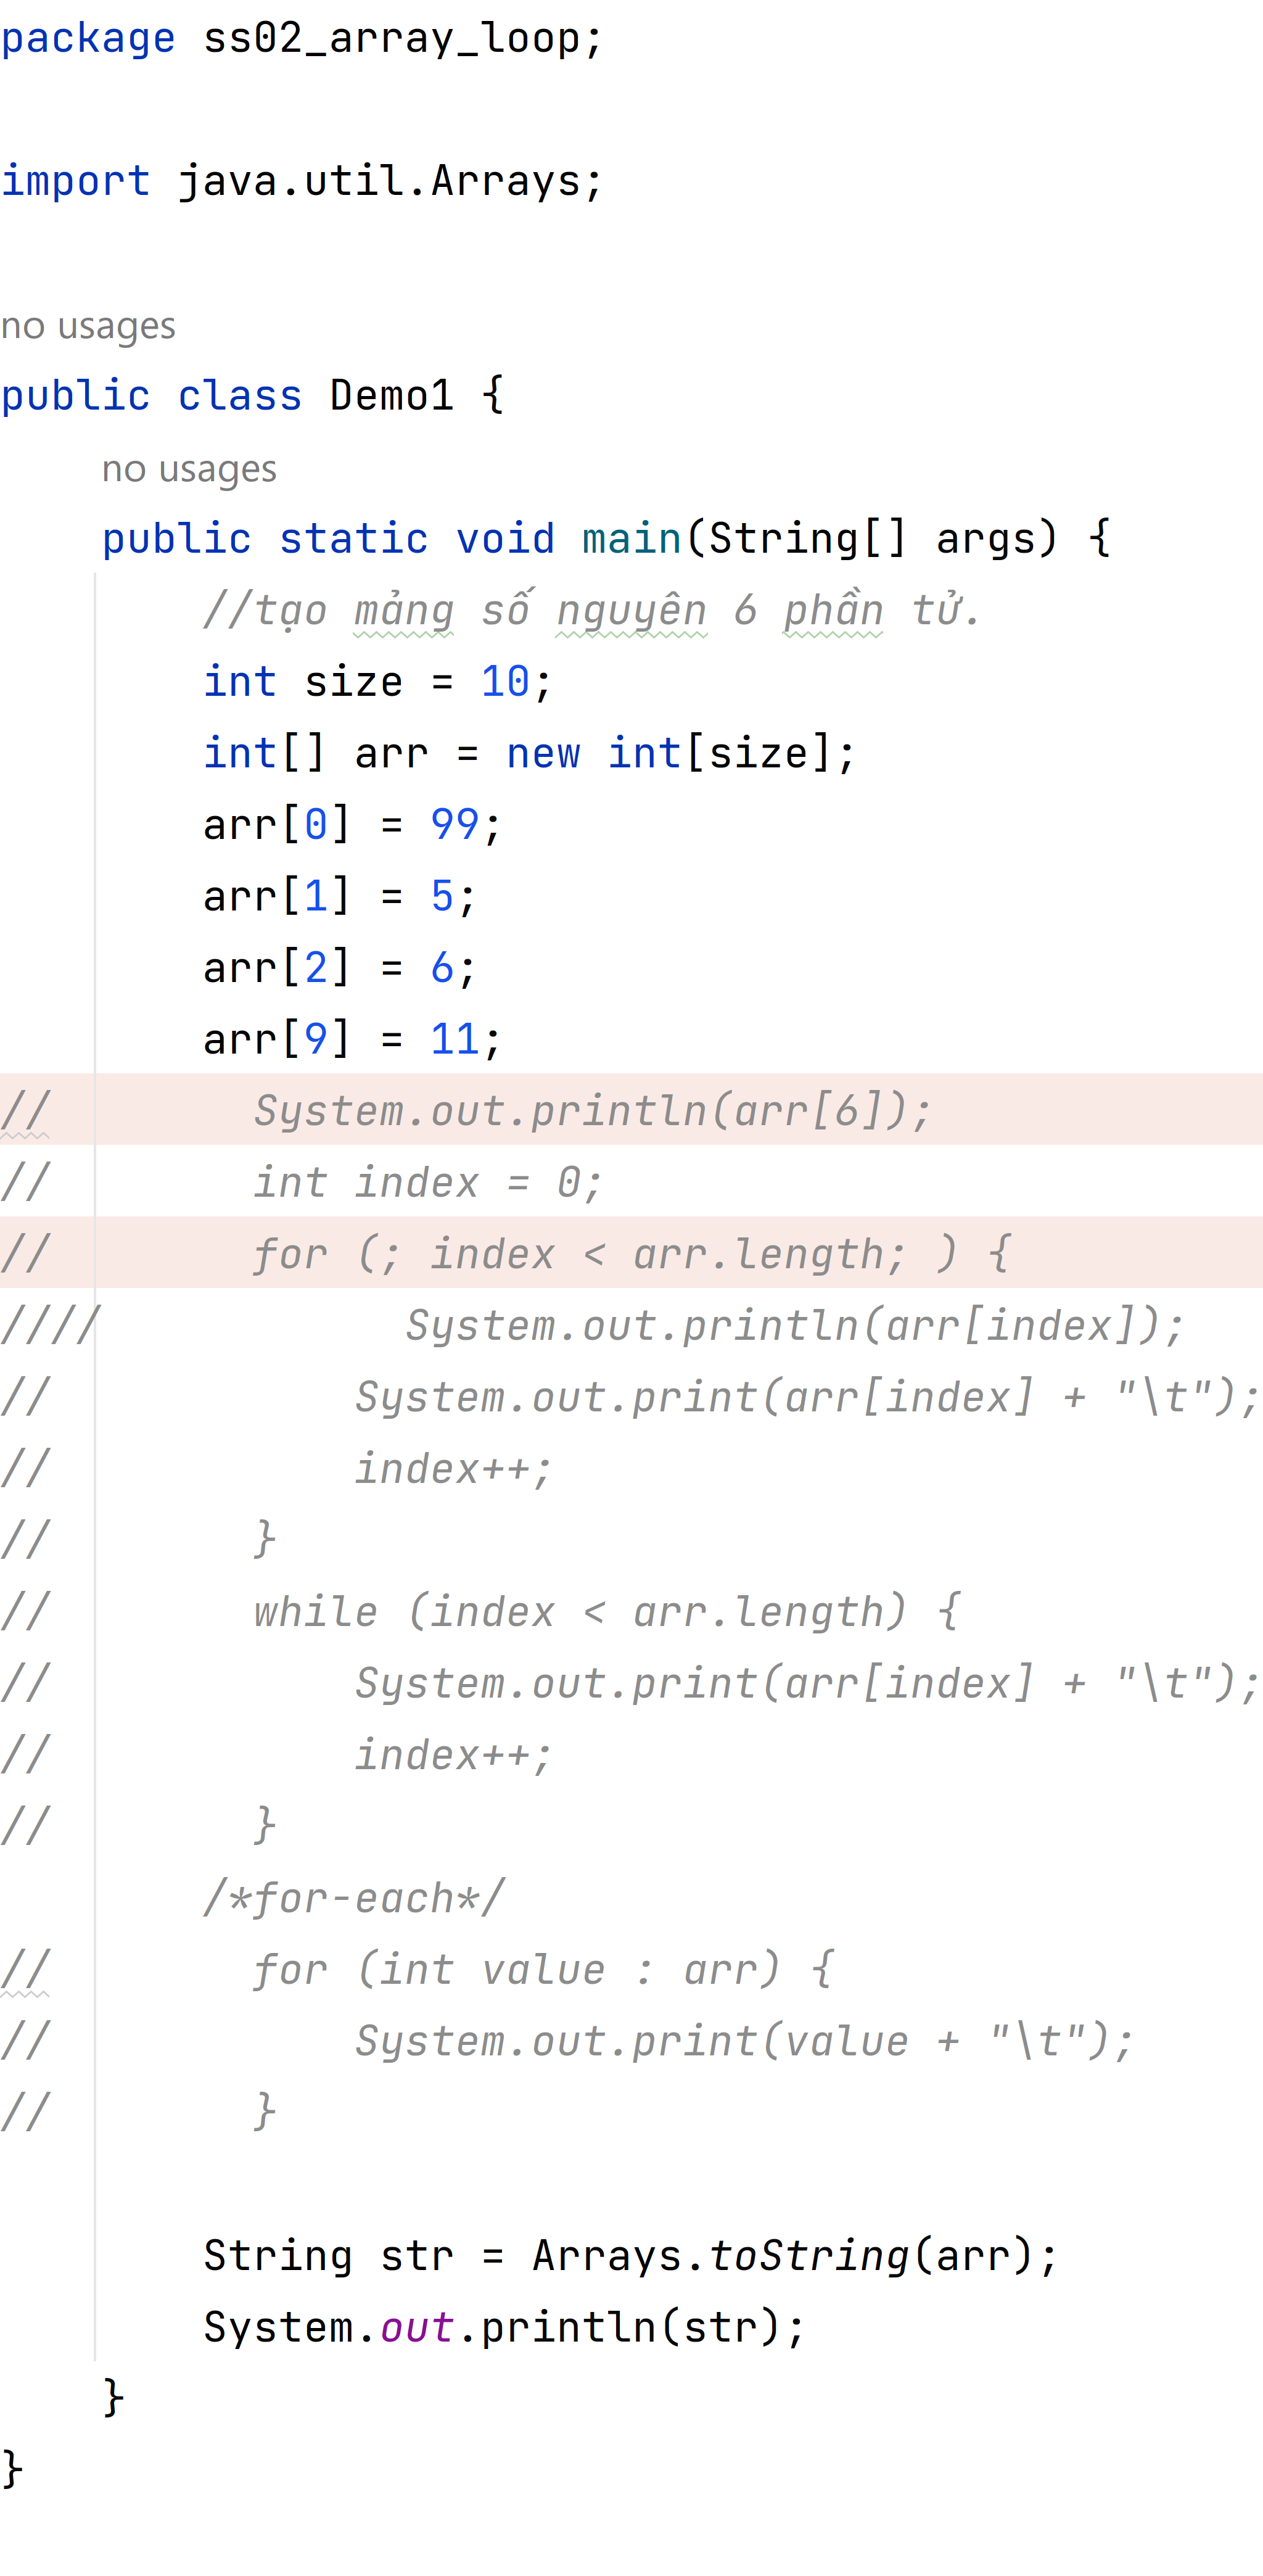 package ss02_array_loop;
import java.util.Arrays;
no usages
public class Demo1 {
no usages
public static void main(String[] args) {
//tạo mảng số nguyên 6 phần tử.
int size = 10;
int[] arr = new int[size];
arr[0] = 99;
arr[1] = 5;
arr[2] = 6;
arr[9] = 11;
//        System.out.println(arr[6]);
//        int index = 0;
//        for (; index < arr.length; ) {
////            System.out.println(arr[index]);
//            System.out.print(arr[index] + "\t");
//            index++;
//        }
//        while (index < arr.length) {
//            System.out.print(arr[index] + "\t");
//            index++;
//        }
/*for-each*/
//        for (int value : arr) {
//            System.out.print(value + "\t");
//        }
String str = Arrays.toString(arr);
System.out.println(str);
}
}